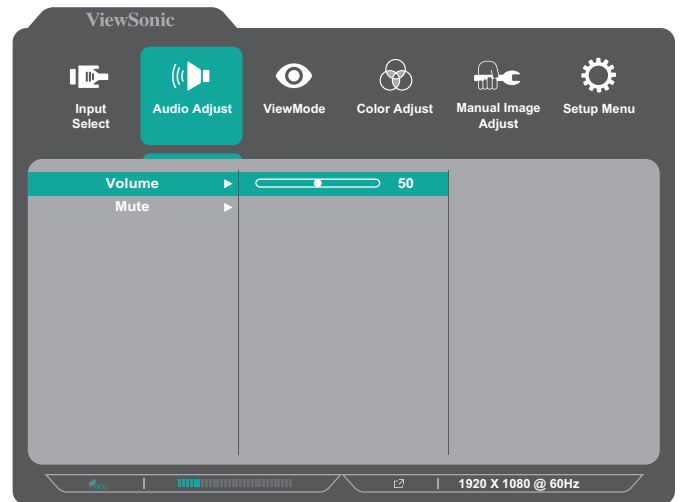 ViewSonic
Input
Select
Audio Adjust
ViewMode
Color Adjust
Manual Image
Adjust
Setup Menu
Volume
50
Mute
eco
1920 X 1080 @ 60Hz